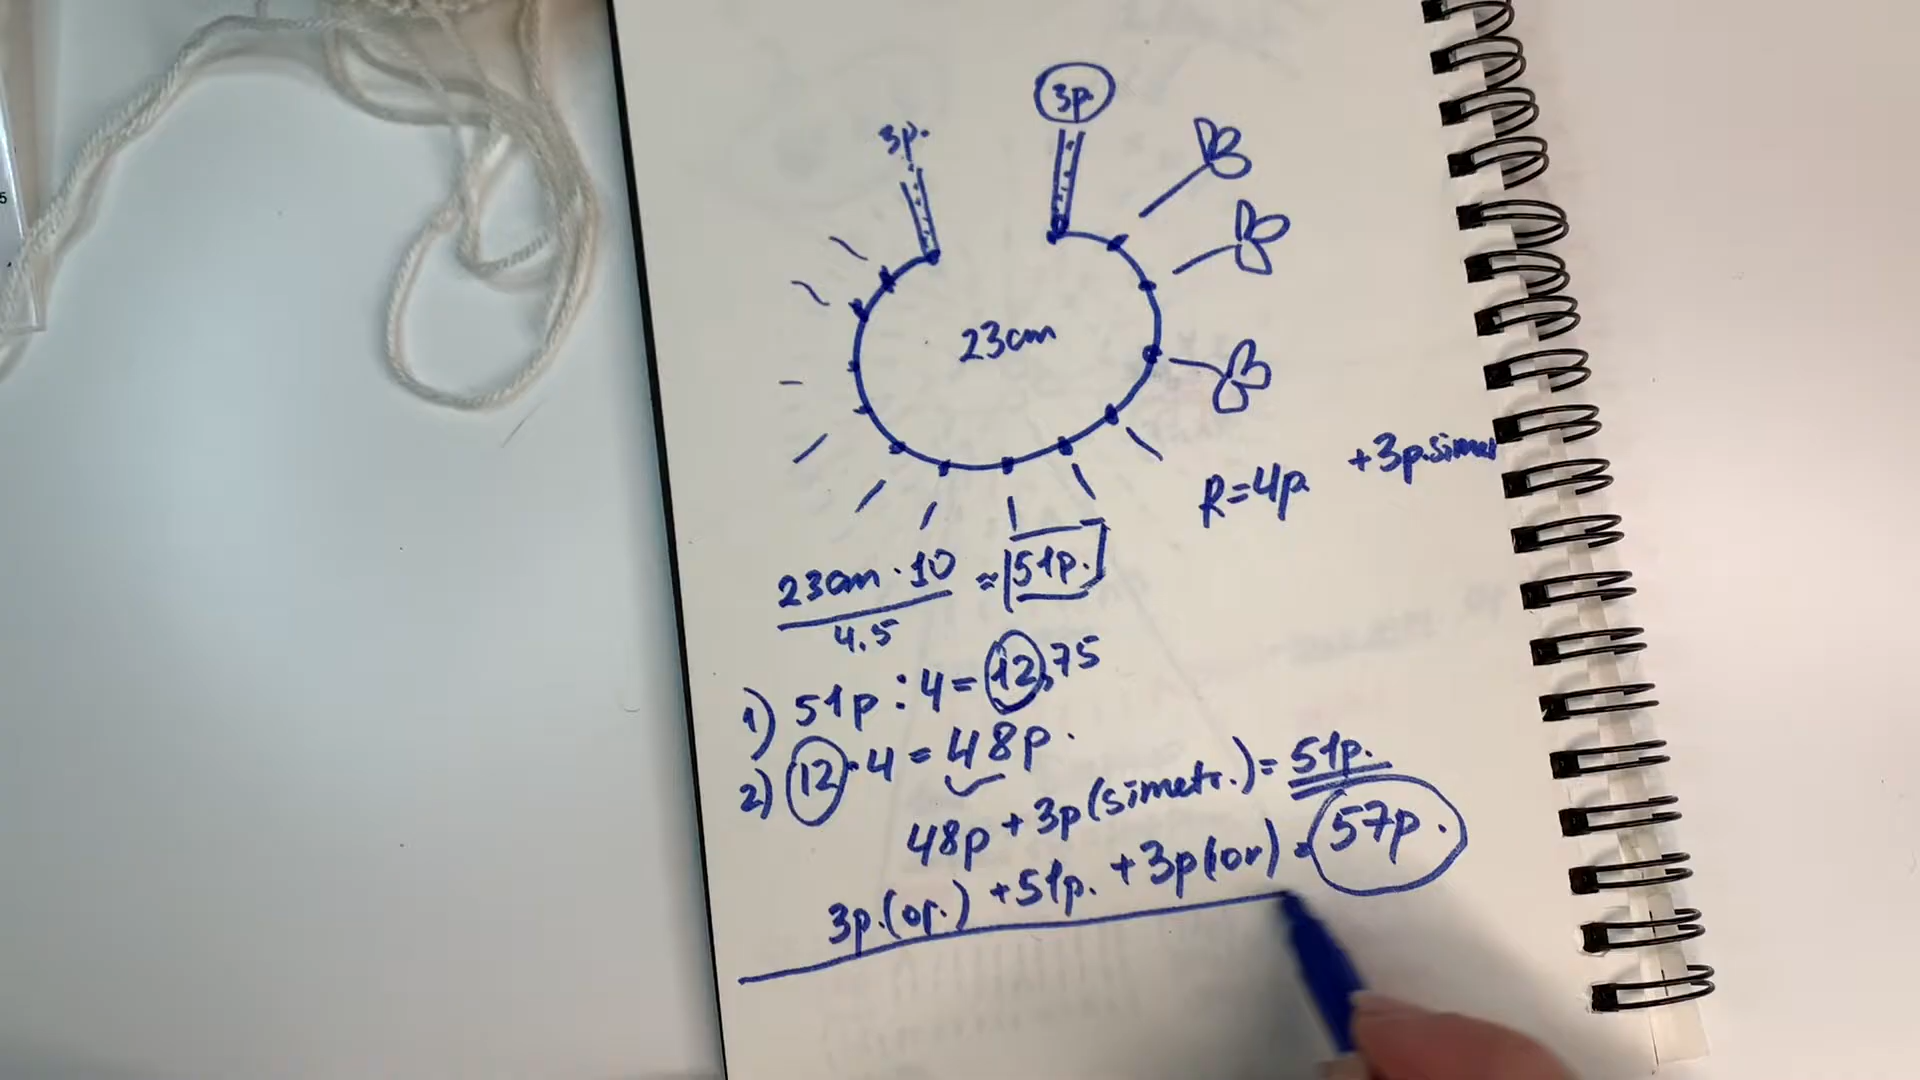 3p.
3p.
23cm
R=4p +3p.simet
23cm · 10 ≈ 51p.
4.5
1) 51p : 4 = 12,75
2) 12 · 4 = 48p.
48p + 3p (simetr.) = 51p.
3p. (or.) + 51p. + 3p (or) = 57p.
5